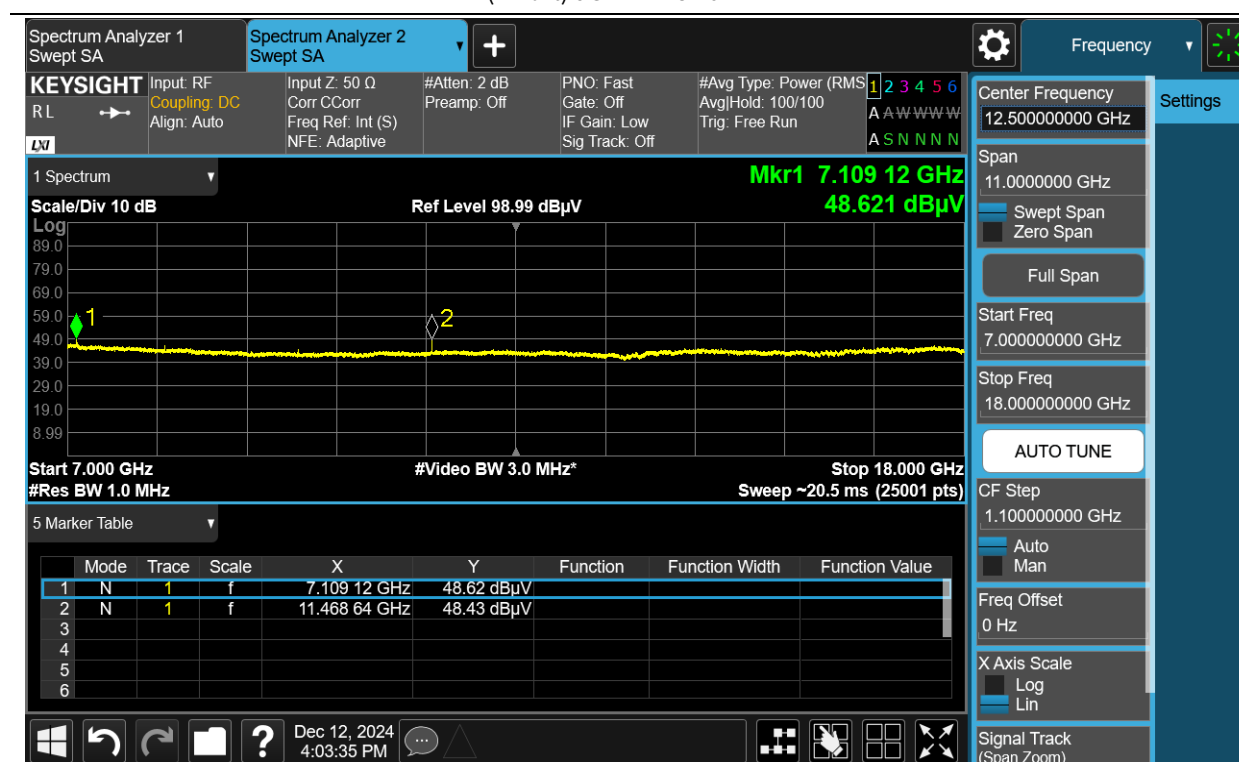 Spectrum Analyzer 1
Swept SA
Spectrum Analyzer 2
Swept SA
Frequency
KEYSIGHT
R L
LXI
Input: RF
Coupling: DC
Align: Auto
Input Z: 50 Ω
Corr CCorr
Freq Ref: Int (S)
NFE: Adaptive
#Atten: 2 dB
Preamp: Off
PNO: Fast
Gate: Off
IF Gain: Low
Sig Track: Off
#Avg Type: Power (RMS
Avg|Hold: 100/100
Trig: Free Run
1 2 3 4 5 6
A A W W W W
A S N N N N
1 Spectrum
Mkr1 7.109 12 GHz
48.621 dBµV
Scale/Div 10 dB
Ref Level 98.99 dBµV
Log
89.0
79.0
69.0
59.0
49.0
39.0
29.0
19.0
8.99
1
2
Start 7.000 GHz
#Video BW 3.0 MHz*
Stop 18.000 GHz
#Res BW 1.0 MHz
Sweep ~20.5 ms (25001 pts)
5 Marker Table
Mode Trace Scale X Y Function Function Width Function Value
1 N 1 f 7.109 12 GHz 48.62 dBµV
2 N 1 f 11.468 64 GHz 48.43 dBµV
3
4
5
6
Dec 12, 2024
4:03:35 PM
Center Frequency
12.500000000 GHz
Settings
Span
11.0000000 GHz
Swept Span
Zero Span
Full Span
Start Freq
7.000000000 GHz
Stop Freq
18.000000000 GHz
AUTO TUNE
CF Step
1.100000000 GHz
Auto
Man
Freq Offset
0 Hz
X Axis Scale
Log
Lin
Signal Track
(Span Zoom)